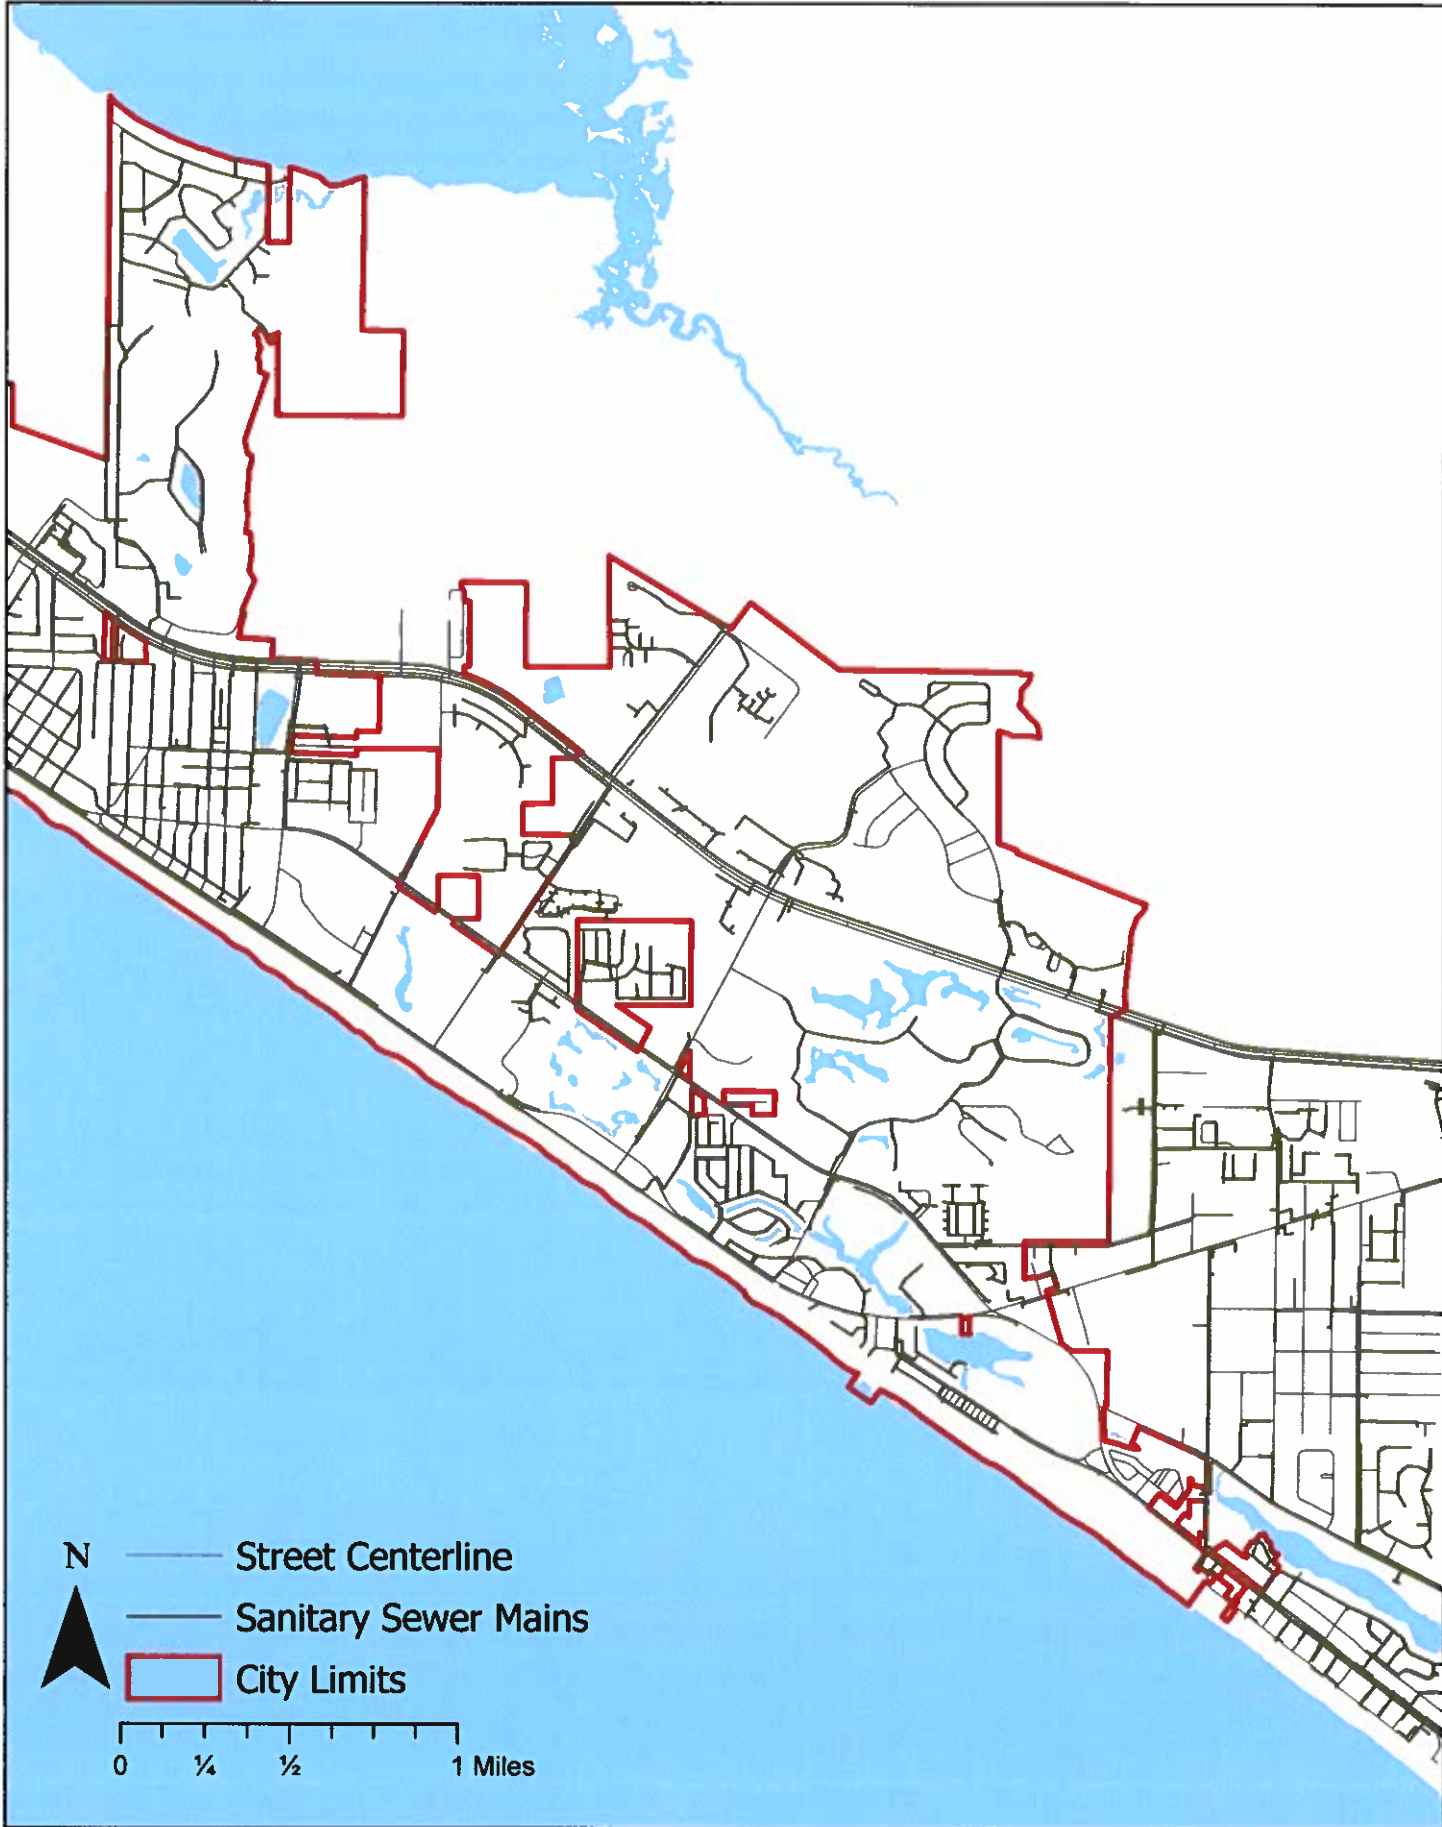 N
Street Centerline
Sanitary Sewer Mains
City Limits
0 ¼ ½ 1 Miles